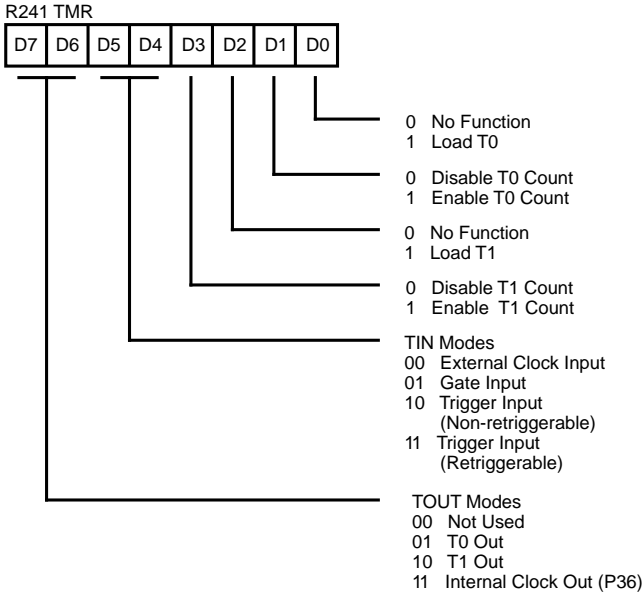 R241 TMR
D7 D6 D5 D4 D3 D2 D1 D0
0 No Function
1 Load T0
0 Disable T0 Count
1 Enable T0 Count
0 No Function
1 Load T1
0 Disable T1 Count
1 Enable T1 Count
TIN Modes
00 External Clock Input
01 Gate Input
10 Trigger Input
(Non-retriggerable)
11 Trigger Input
(Retriggerable)
TOUT Modes
00 Not Used
01 T0 Out
10 T1 Out
11 Internal Clock Out (P36)